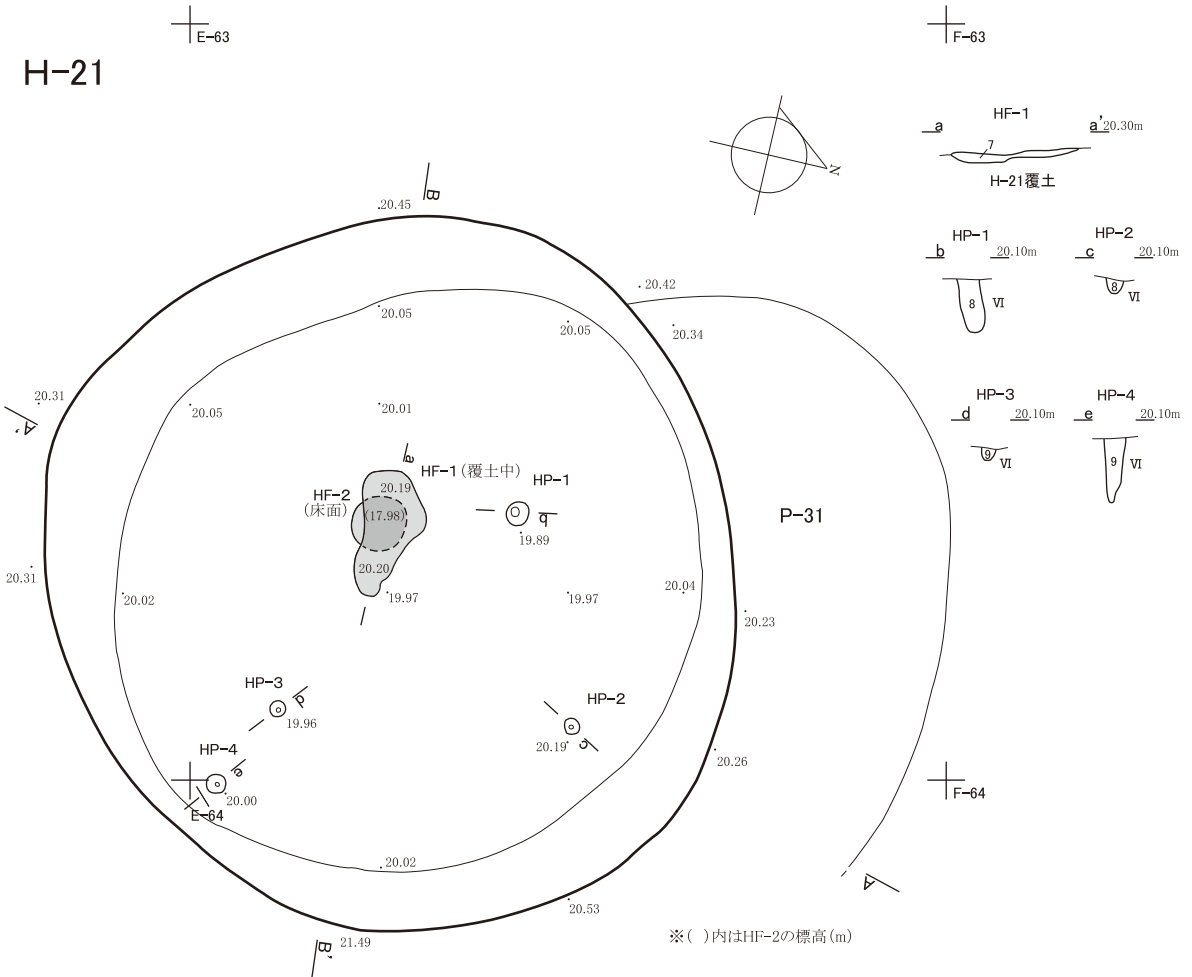 E-63
F-63
H-21
HF-1
a
a'
20.30m
7
H-21覆土
N
B
20.45
HP-1
b
20.10m
8
VI
HP-2
c
20.10m
8
VI
20.42
20.05
20.05
20.34
20.31
A'
20.05
20.01
HP-3
d
20.10m
9
VI
HP-4
e
20.10m
9
VI
a
HF-1(覆土中)
20.19
HF-2
(床面)
(17.98)
HP-1
b
19.89
P-31
20.31
20.20
20.02
19.97
19.97
20.04
20.23
HP-3
d
19.96
HP-2
20.19
c
HP-4
e
20.00
E-64
20.26
F-64
20.02
A
20.53
B'
21.49
※( )内はHF-2の標高(m)